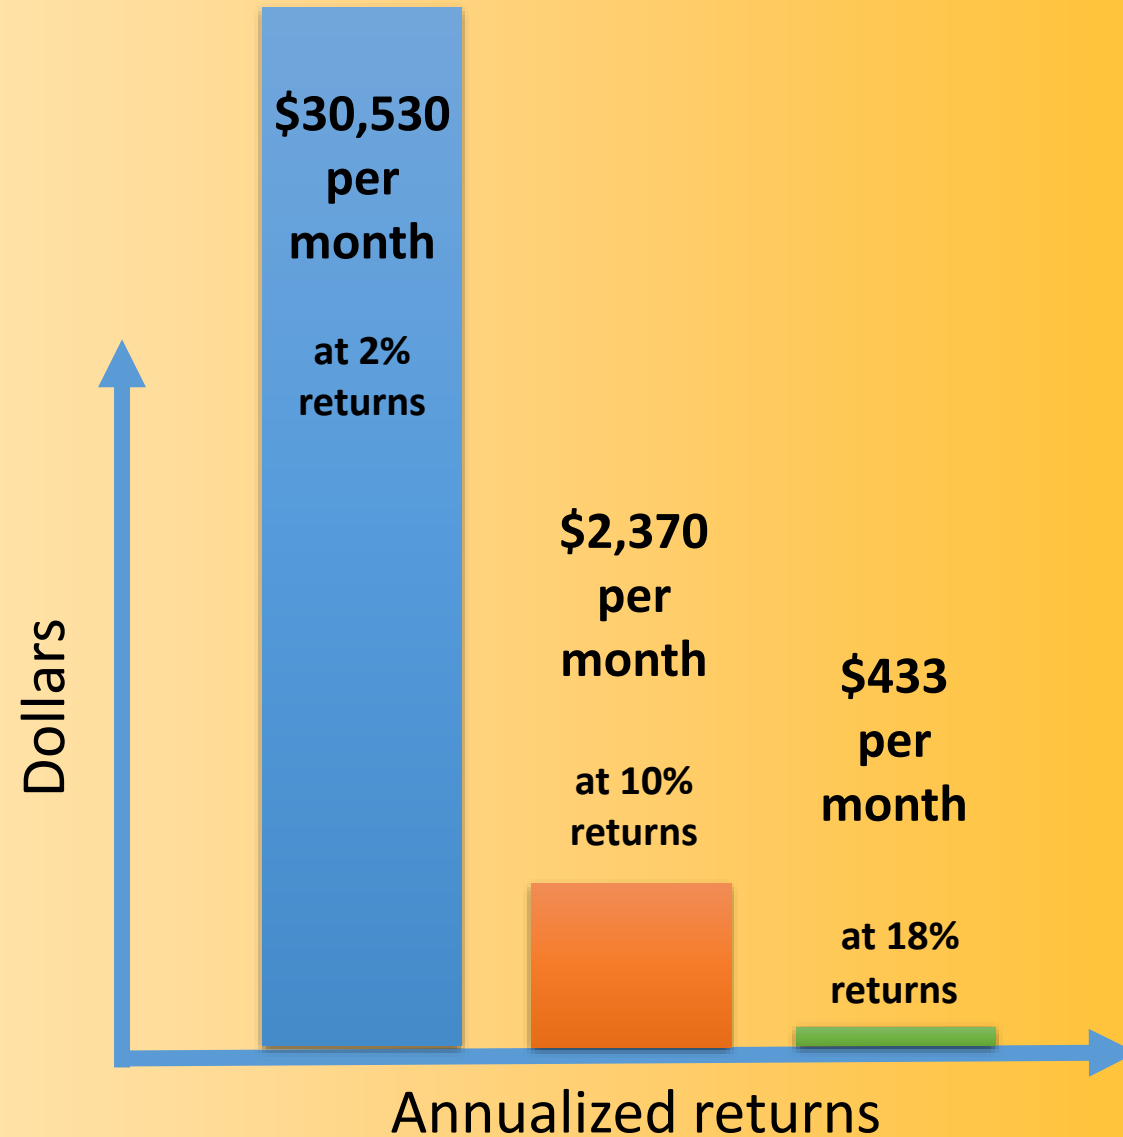 $30,530
per
month
at 2%
returns
$2,370
per
month
at 10%
returns
$433
per
month
at 18%
returns
Dollars
Annualized returns